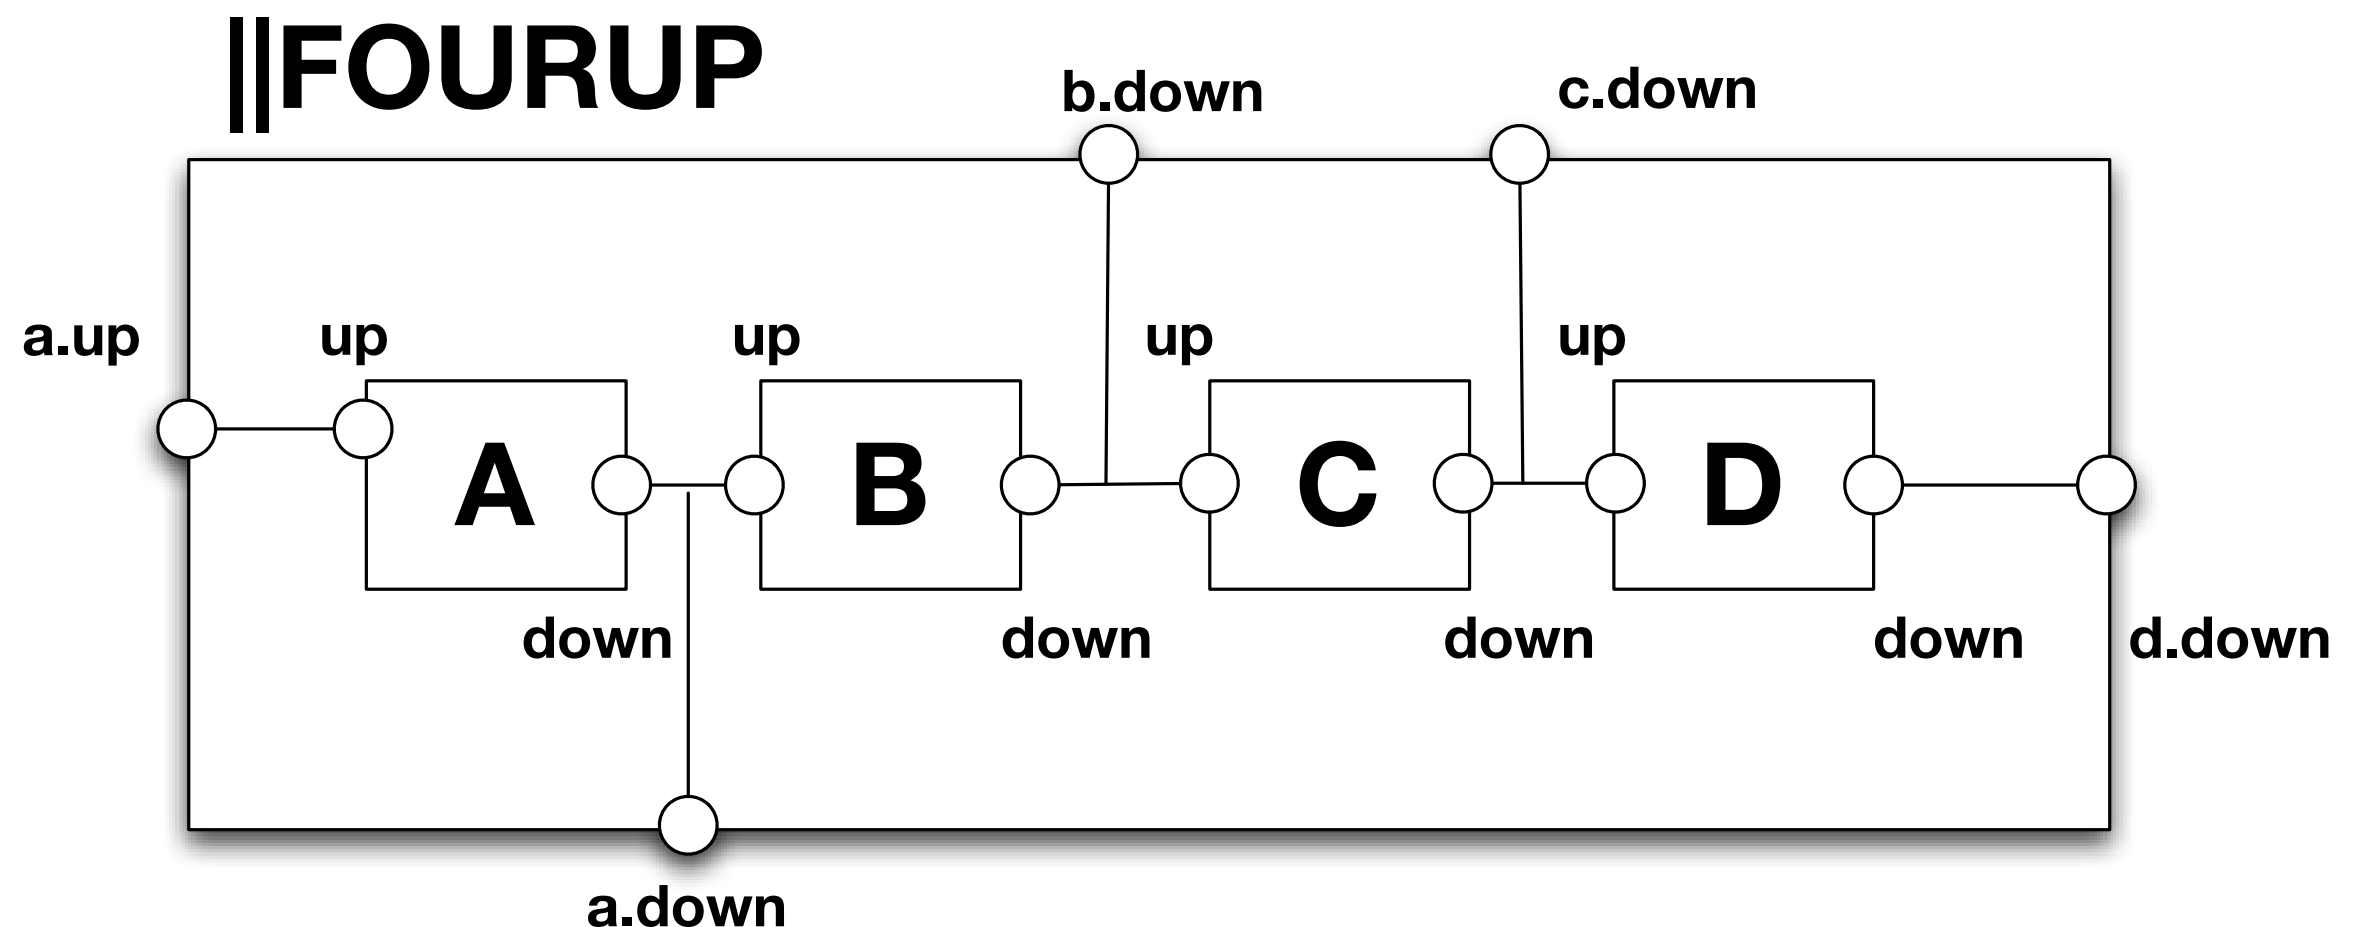 ||FOURUP
b.down
c.down
a.up
up
up
up
up
A
B
C
D
down
down
down
down
d.down
a.down